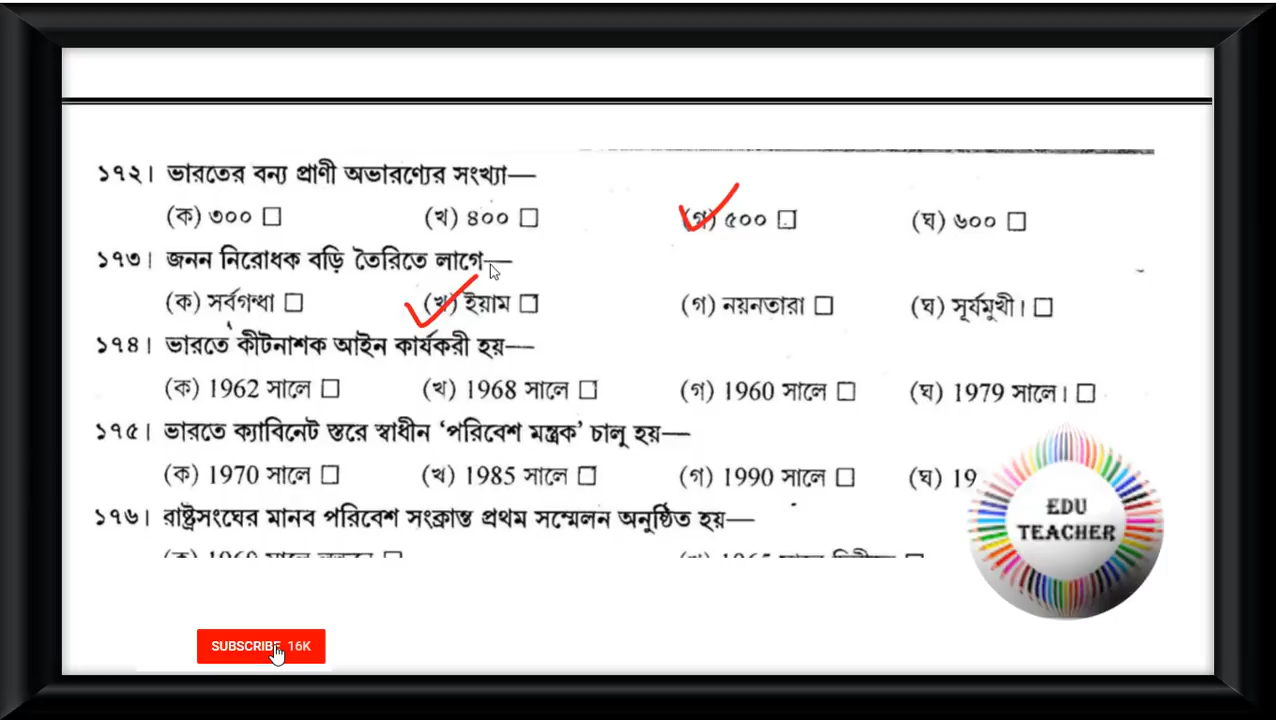 ১৭২। ভারতের বন্য প্রাণী অভারণ্যের সংখ্যা—
(ক) ৩০০ (খ) ৪০০ (গ) ৫০০ (ঘ) ৬০০
১৭৩। জনন নিরোধক বড়ি তৈরিতে লাগে—
(ক) সর্বগন্ধা (খ) ইয়াম (গ) নয়নতারা (ঘ) সূর্যমুখী।
১৭৪। ভারতে কীটনাশক আইন কার্যকরী হয়—
(ক) 1962 সালে (খ) 1968 সালে (গ) 1960 সালে (ঘ) 1979 সালে।
১৭৫। ভারতে ক্যাবিনেট স্তরে স্বাধীন ‘পরিবেশ মন্ত্রক’ চালু হয়—
(ক) 1970 সালে (খ) 1985 সালে (গ) 1990 সালে (ঘ) 19
১৭৬। রাষ্ট্রসংঘের মানব পরিবেশ সংক্রান্ত প্রথম সম্মেলন অনুষ্ঠিত হয়—
EDU
TEACHER
SUBSCRIBE 16K